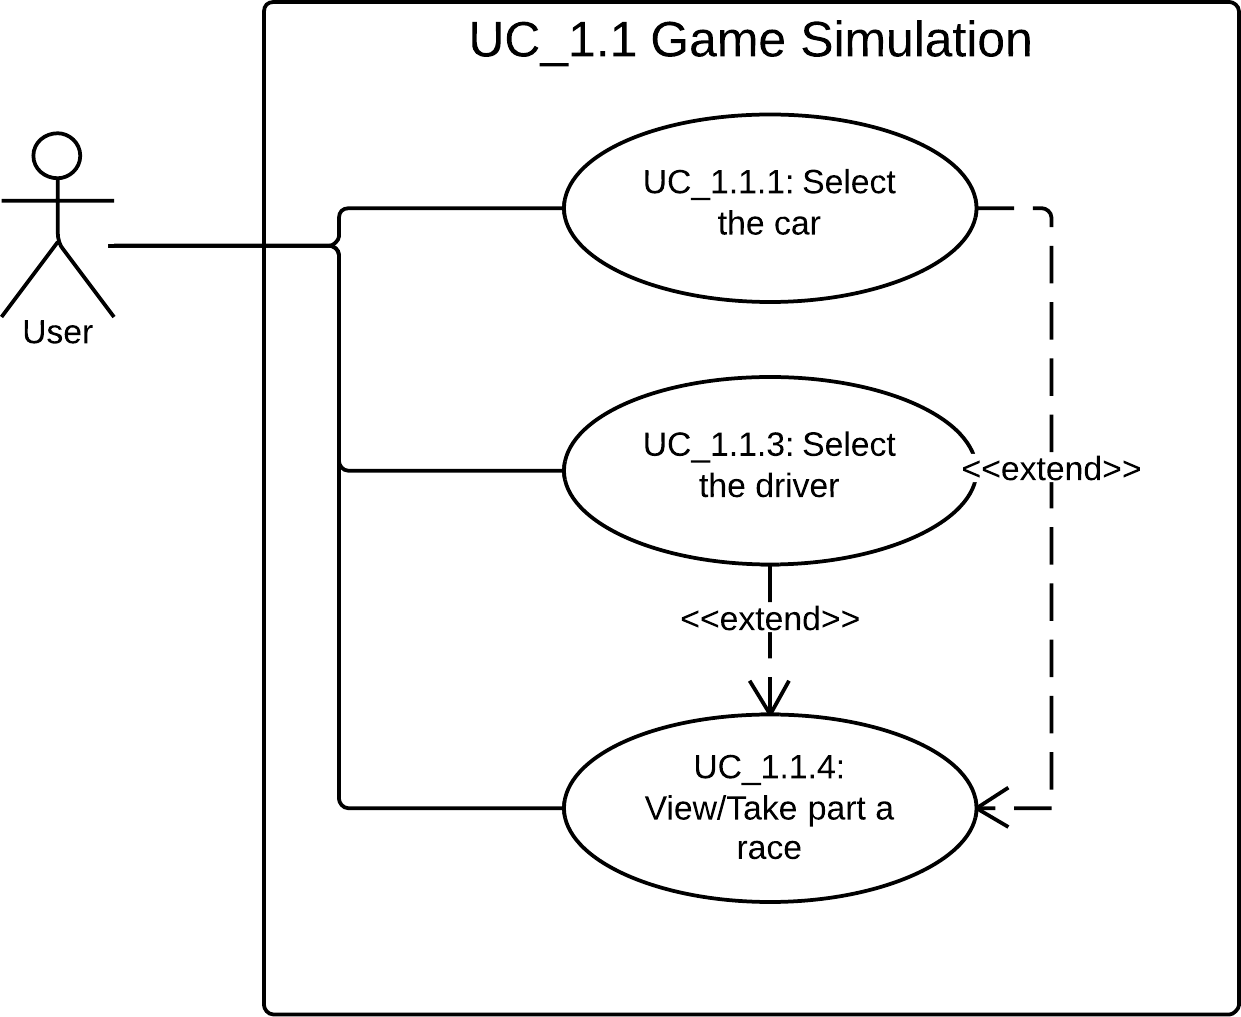 UC_1.1 Game Simulation
User
UC_1.1.1: Select
the car
UC_1.1.3: Select
the driver
<<extend>>
<<extend>>
UC_1.1.4:
View/Take part a
race